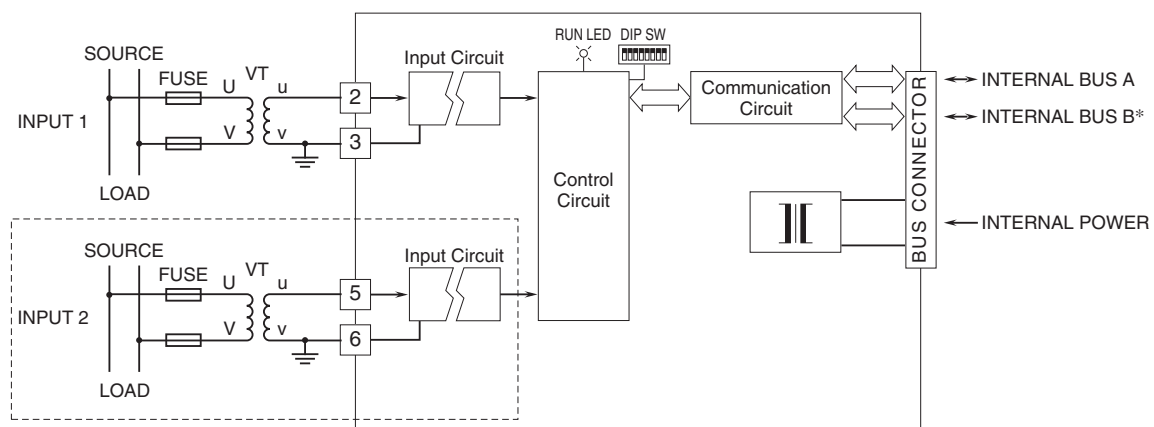 RUN LED DIP SW
SOURCE
FUSE U VT u
2
Input Circuit
INPUT 1
V v
3
LOAD
Control
Circuit
Communication
Circuit
BUS CONNECTOR
INTERNAL BUS A
INTERNAL BUS B*
INTERNAL POWER
SOURCE
FUSE U VT u
5
Input Circuit
INPUT 2
V v
6
LOAD